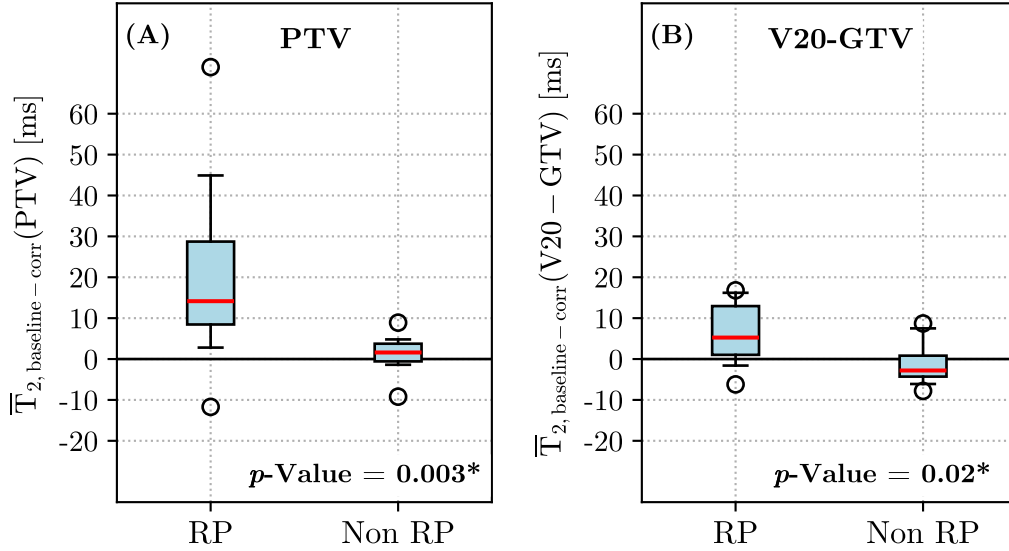 (A) PTV
T̅2, baseline−corr(PTV) [ms]
60
50
40
30
20
10
0
-10
-20
p-Value = 0.003*
RP Non RP
(B) V20-GTV
T̅2, baseline−corr(V20 − GTV) [ms]
60
50
40
30
20
10
0
-10
-20
p-Value = 0.02*
RP Non RP